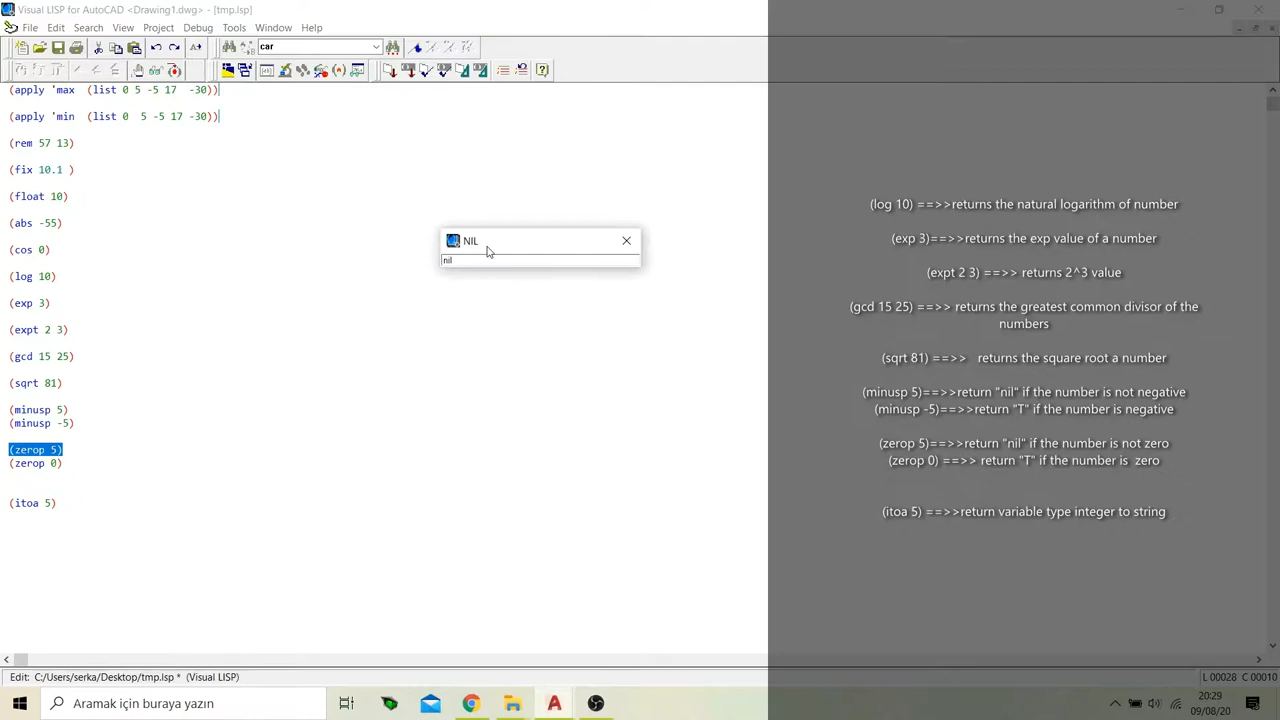 Visual LISP for AutoCAD <Drawing1.dwg> - [tmp.lsp]
File Edit Search View Project Debug Tools Window Help
car
(apply 'max (list 0 5 -5 17 -30))
(apply 'min (list 0 5 -5 17 -30))
(rem 57 13)
(fix 10.1 )
(float 10)
(abs -55)
(cos 0)
(log 10)
(exp 3)
(expt 2 3)
(gcd 15 25)
(sqrt 81)
(minusp 5)
(minusp -5)
(zerop 5)
(zerop 0)
(itoa 5)
NIL
nil
(log 10) ==>>returns the natural logarithm of number
(exp 3)==>>returns the exp value of a number
(expt 2 3) ==>> returns 2^3 value
(gcd 15 25) ==>> returns the greatest common divisor of the
numbers
(sqrt 81) ==>> returns the square root a number
(minusp 5)==>>return "nil" if the number is not negative
(minusp -5)==>>return "T" if the number is negative
(zerop 5)==>>return "nil" if the number is not zero
(zerop 0) ==>> return "T" if the number is zero
(itoa 5) ==>>return variable type integer to string
Edit: C:/Users/serka/Desktop/tmp.lsp * (Visual LISP)
L 00028 C 00010
Aramak için buraya yazın
20:29
09/08/20